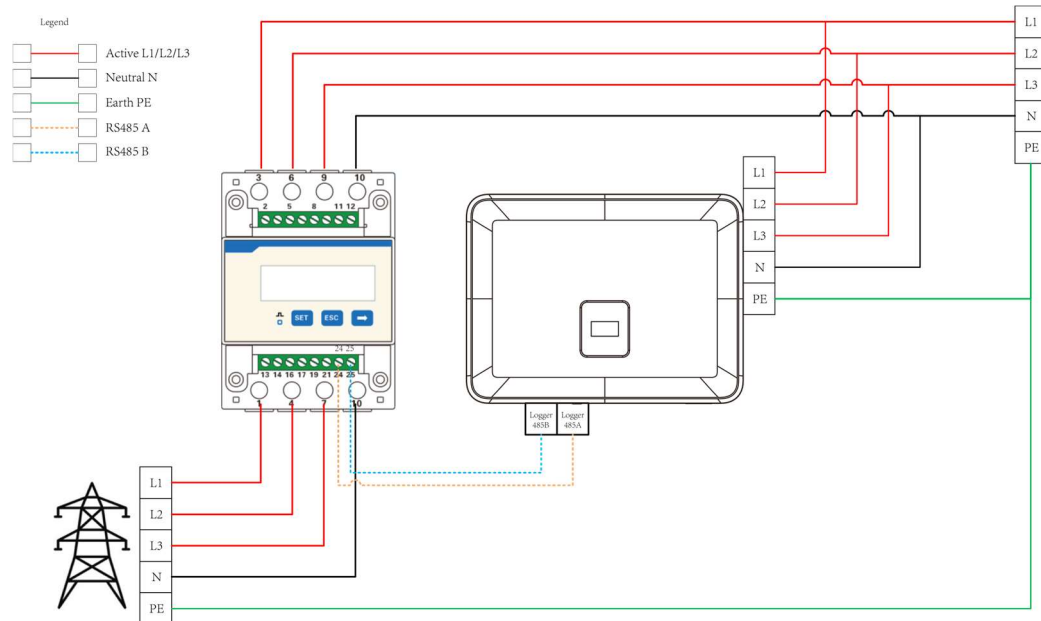 Legend
Active L1/L2/L3
Neutral N
Earth PE
RS485 A
RS485 B
L1
L2
L3
N
PE
3 6 9 10
2 5 8 11 12
SET ESC
24 25
13 14 16 17 19 21 24 25
1 4 7 10
L1
L2
L3
N
PE
Logger 485B
Logger 485A
L1
L2
L3
N
PE